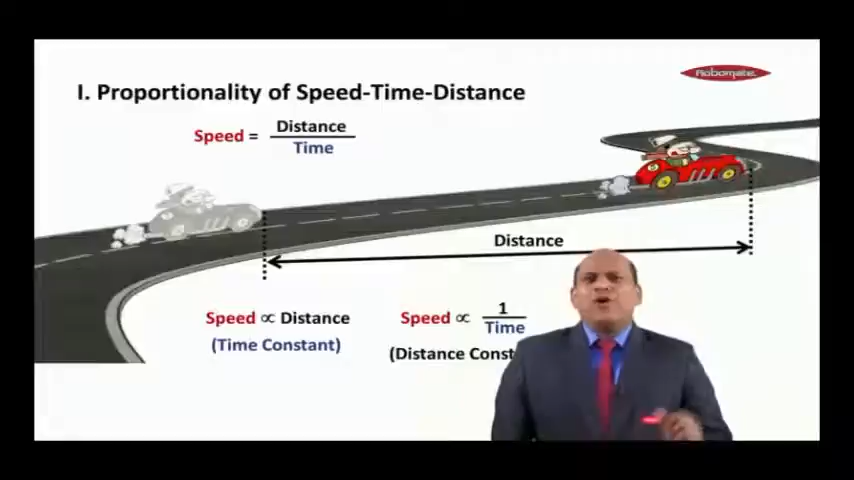 Robomate
I. Proportionality of Speed-Time-Distance
Speed = Distance
Time
Distance
Speed ∝ Distance
(Time Constant)
Speed ∝ 1
Time
(Distance Const